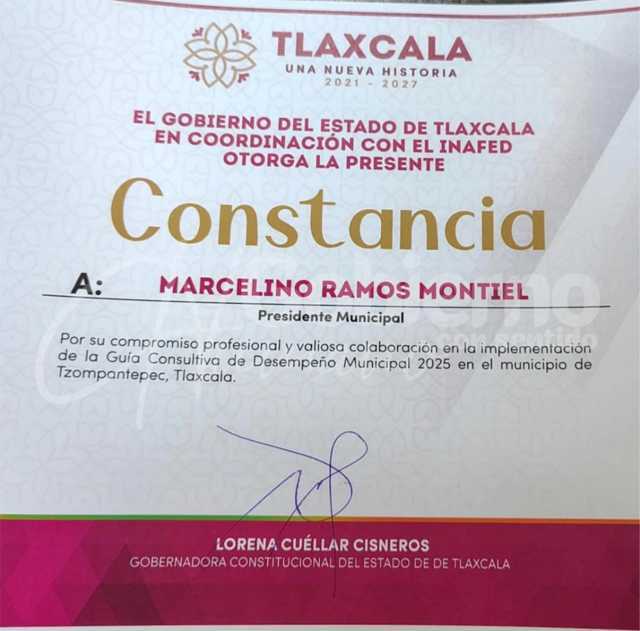 TLAXCALA
UNA NUEVA HISTORIA
2021 - 2027
EL GOBIERNO DEL ESTADO DE TLAXCALA
EN COORDINACIÓN CON EL INAFED
OTORGA LA PRESENTE
Constancia
A: MARCELINO RAMOS MONTIEL
Presidente Municipal
Por su compromiso profesional y valiosa colaboración en la implementación
de la Guía Consultiva de Desempeño Municipal 2025 en el municipio de
Tzompantepec, Tlaxcala.
LORENA CUÉLLAR CISNEROS
GOBERNADORA CONSTITUCIONAL DEL ESTADO DE DE TLAXCALA